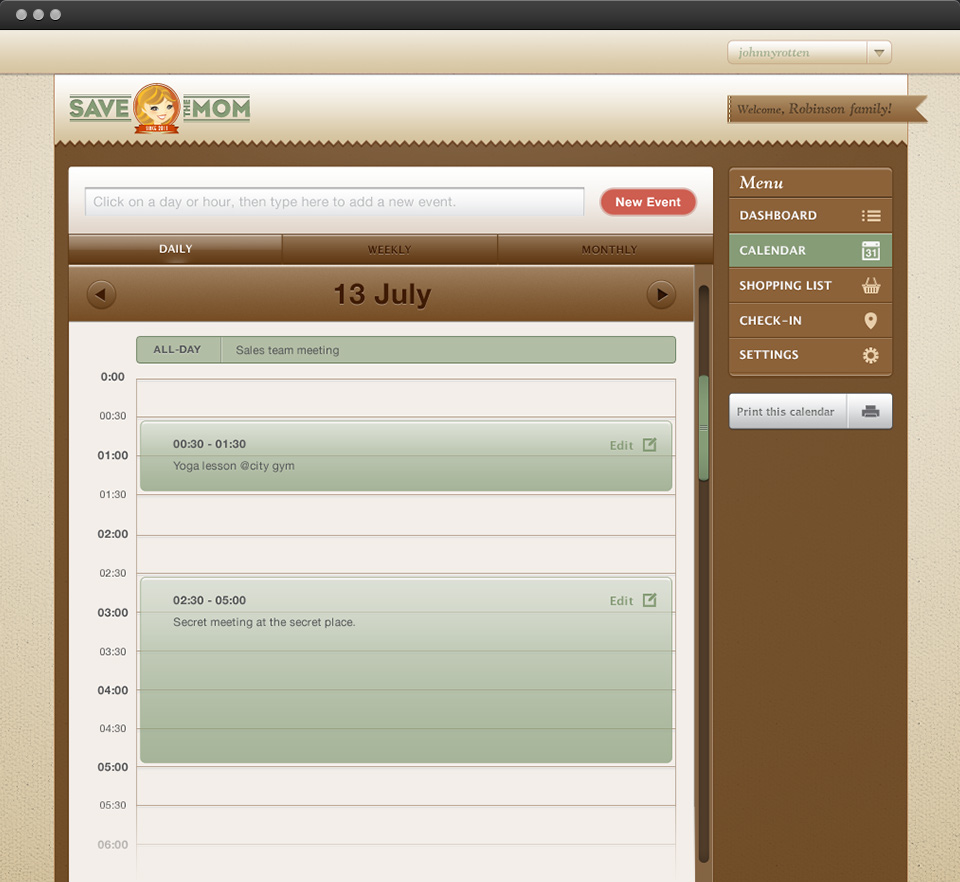 johnnyrotten
SAVE THE MOM
Welcome, Robinson family!
Click on a day or hour, then type here to add a new event.
New Event
DAILY
WEEKLY
MONTHLY
13 July
ALL-DAY
Sales team meeting
0:00
00:30
00:30 - 01:30
Edit
01:00
Yoga lesson @city gym
01:30
02:00
02:30
02:30 - 05:00
Edit
03:00
Secret meeting at the secret place.
03:30
04:00
04:30
05:00
05:30
06:00
Menu
DASHBOARD
CALENDAR
31
SHOPPING LIST
CHECK-IN
SETTINGS
Print this calendar